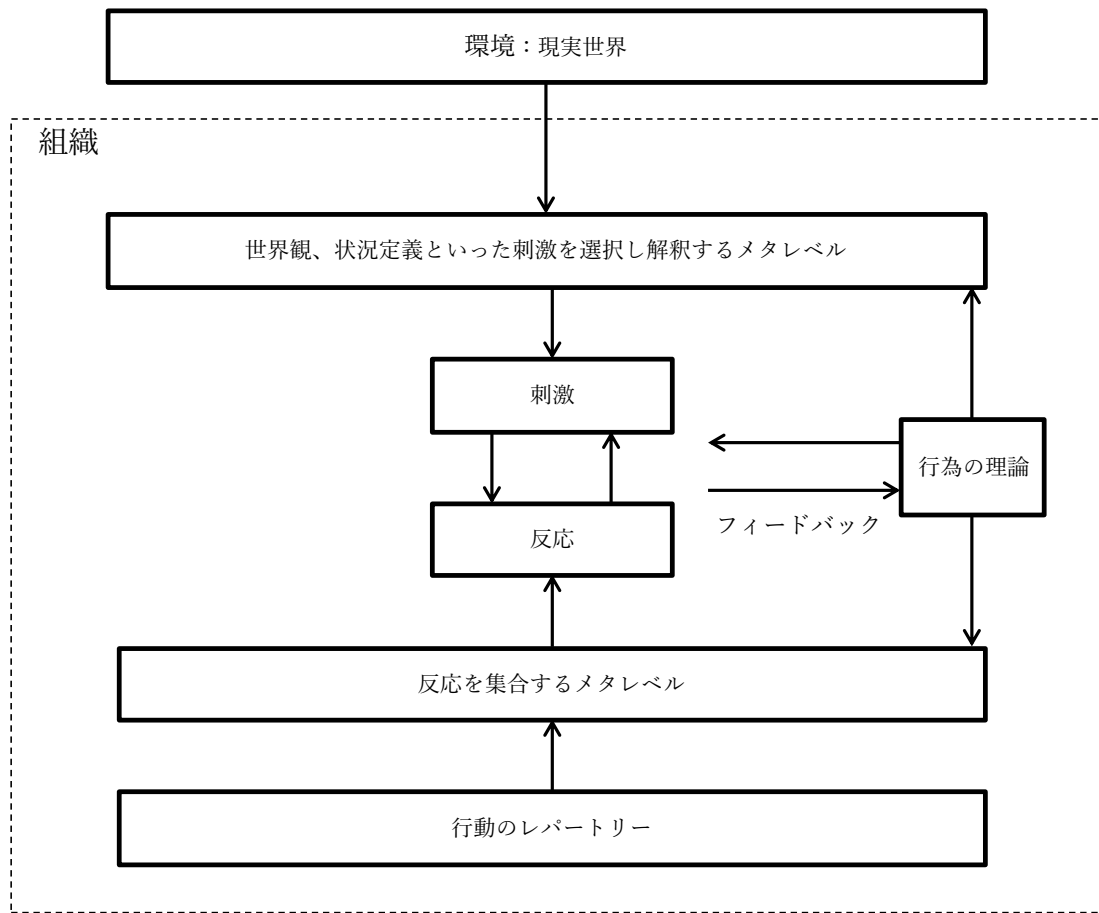 環境：現実世界
組織
世界観、状況定義といった刺激を選択し解釈するメタレベル
刺激
行為の理論
フィードバック
反応
反応を集合するメタレベル
行動のレパートリー